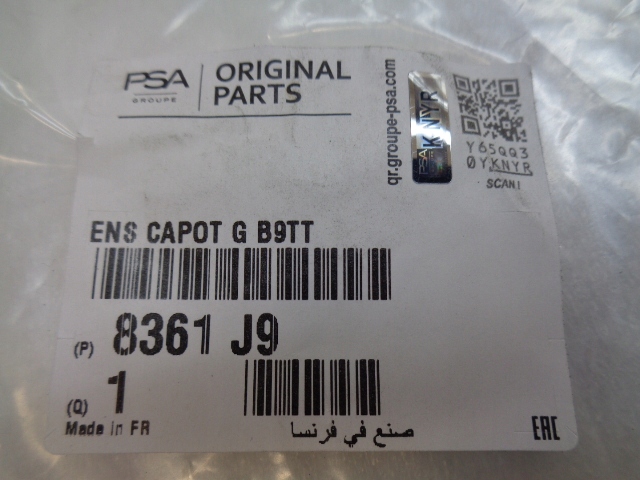 PSA
GROUPE
ORIGINAL
PARTS
qr.groupe-psa.com
PSA KNYR
Y65QQ3
0YKNYR
SCAN!
ENS CAPOT G B9TT
(P) 8361 J9
(Q) 1
Made in FR
صنع في فرنسا
EAC